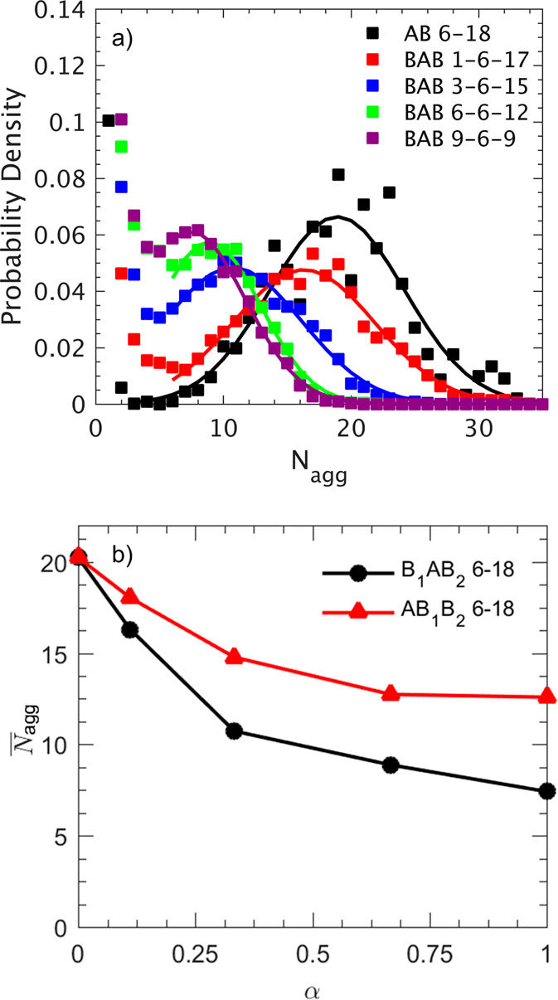 0.14
a)
AB 6-18
0.12
BAB 1-6-17
BAB 3-6-15
0.1
BAB 6-6-12
BAB 9-6-9
0.08
0.06
0.04
0.02
0
Probability Density
0 10 20 30
Nagg
20
b)
B1AB2 6-18
AB1B2 6-18
15
10
5
0
N̅agg
0 0.25 0.5 0.75 1
α